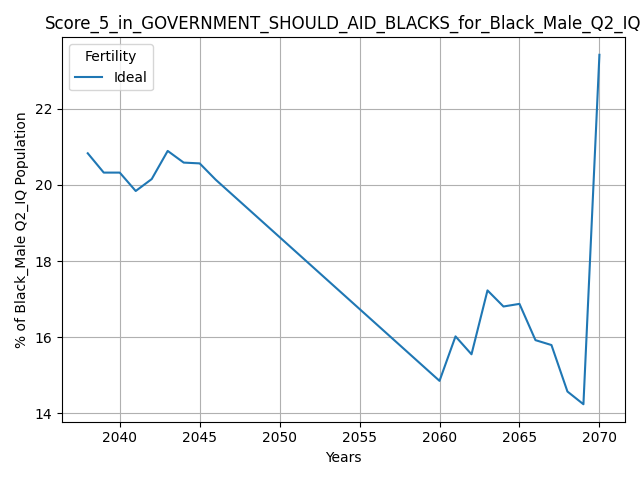 Score_5_in_GOVERNMENT_SHOULD_AID_BLACKS_for_Black_Male_Q2_IQ
Fertility
Ideal
% of Black_Male Q2_IQ Population
22
20
18
16
14
2040 2045 2050 2055 2060 2065 2070
Years